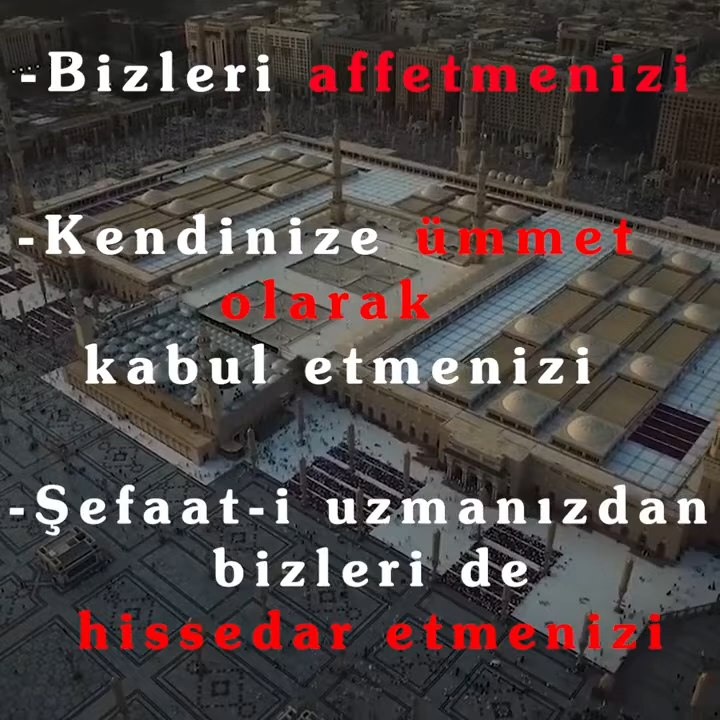 -Bizleri affetmenizi
-Kendinize ümmet
olarak
kabul etmenizi
-Şefaat-i uzmanızdan
bizleri de
hissedar etmenizi